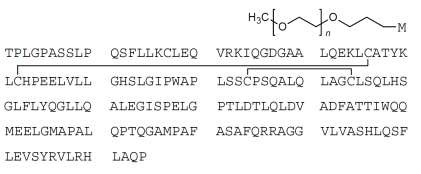 H₃C O O n M
TPLGPASSLP QSFLLKCLEQ VRKIQGDGAA LQEKLCATYK
LCHPEELVLL GHSLGIPWAP LSSCPSQALQ LAGCLSQLHS
GLFLYQGLLQ ALEGISPELG PTLDTLQLDV ADFATTIWQQ
MEELGMAPAL QPTQGAMPAF ASAFQRRAGG VLVASHLQSF
LEVSYRVLRH LAQP